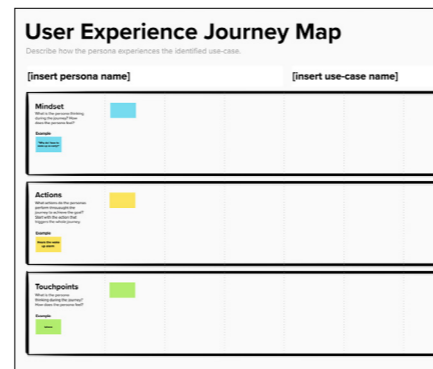 User Experience Journey Map
Describe how the persona experiences the identified use-case.
[insert persona name]
[insert use-case name]
Mindset
What is the persona thinking
during the journey? How
does the persona feel?
Example
Actions
What actions do the personas
perform throughout the
journey to achieve the goal?
Start with the action that
triggers the whole journey.
Example
Touchpoints
What is the persona
thinking during the journey?
How does the persona feel?
Example